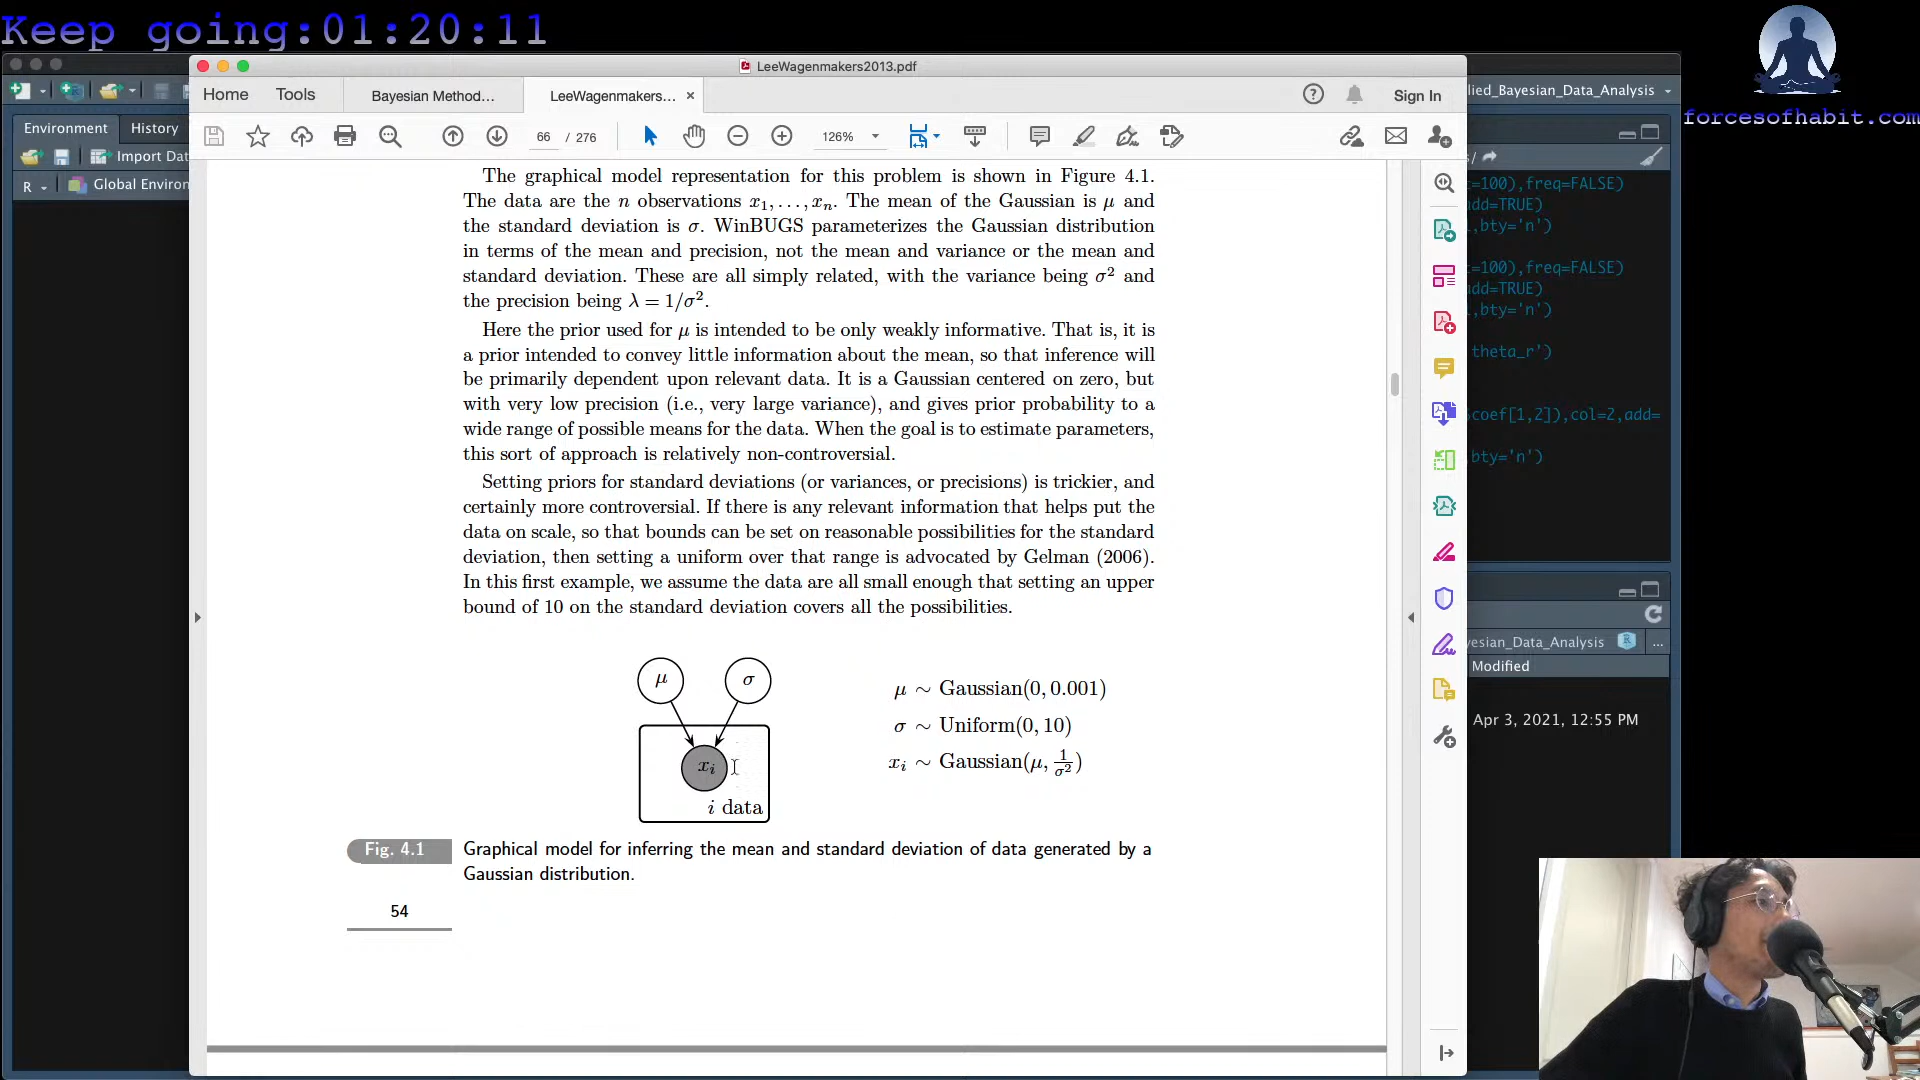 Keep going:01:20:11
forcesofhabit.com
LeeWagenmakers2013.pdf
Home
Tools
Bayesian Method...
LeeWagenmakers... ×
Sign In
66 / 276
126%
Environment
History
Import Dat
R
Global Environ
lied_Bayesian_Data_Analysis
The graphical model representation for this problem is shown in Figure 4.1.
The data are the n observations x₁, . . . , xₙ. The mean of the Gaussian is μ and
the standard deviation is σ. WinBUGS parameterizes the Gaussian distribution
in terms of the mean and precision, not the mean and variance or the mean and
standard deviation. These are all simply related, with the variance being σ² and
the precision being λ = 1/σ².
Here the prior used for μ is intended to be only weakly informative. That is, it is
a prior intended to convey little information about the mean, so that inference will
be primarily dependent upon relevant data. It is a Gaussian centered on zero, but
with very low precision (i.e., very large variance), and gives prior probability to a
wide range of possible means for the data. When the goal is to estimate parameters,
this sort of approach is relatively non-controversial.
Setting priors for standard deviations (or variances, or precisions) is trickier, and
certainly more controversial. If there is any relevant information that helps put the
data on scale, so that bounds can be set on reasonable possibilities for the standard
deviation, then setting a uniform over that range is advocated by Gelman (2006).
In this first example, we assume the data are all small enough that setting an upper
bound of 10 on the standard deviation covers all the possibilities.
μ
σ
xᵢ
i data
μ ∼ Gaussian(0, 0.001)
σ ∼ Uniform(0, 10)
xᵢ ∼ Gaussian(μ, 1/σ²)
Fig. 4.1
Graphical model for inferring the mean and standard deviation of data generated by a
Gaussian distribution.
54
=100),freq=FALSE)
add=TRUE)
,bty='n')
t=100),freq=FALSE)
add=TRUE)
,bty='n')
theta_r')
$coef[1,2]),col=2,add=
,bty='n')
yesian_Data_Analysis
...
Modified
Apr 3, 2021, 12:55 PM